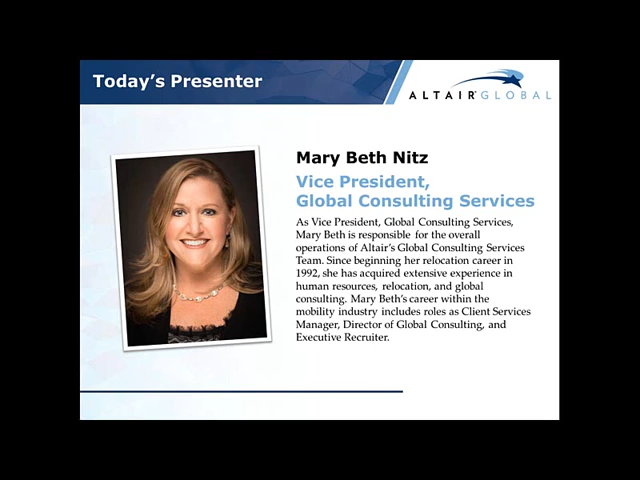 Today's Presenter
ALTAIR GLOBAL
Mary Beth Nitz
Vice President,
Global Consulting Services
As Vice President, Global Consulting Services,
Mary Beth is responsible for the overall
operations of Altair's Global Consulting Services
Team. Since beginning her relocation career in
1992, she has acquired extensive experience in
human resources, relocation, and global
consulting. Mary Beth's career within the
mobility industry includes roles as Client Services
Manager, Director of Global Consulting, and
Executive Recruiter.